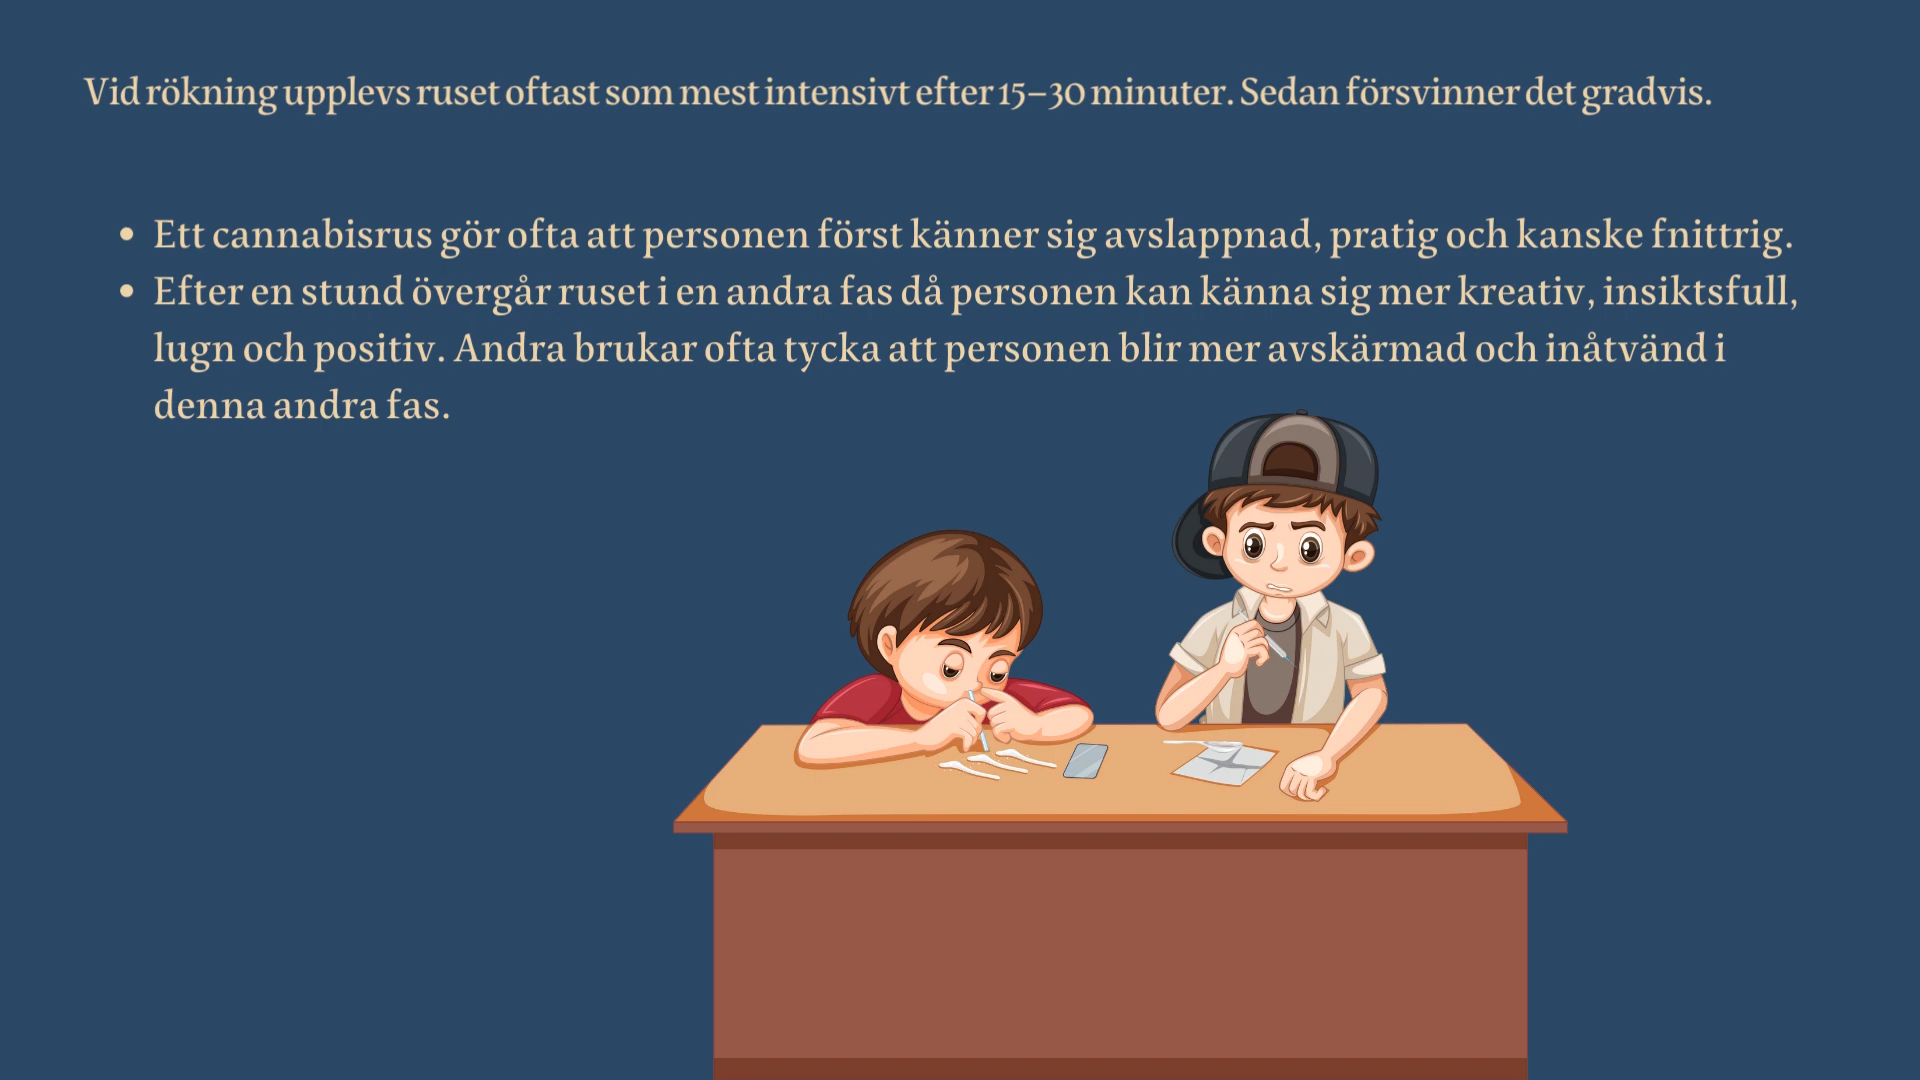 Vid rökning upplevs ruset oftast som mest intensivt efter 15–30 minuter. Sedan försvinner det gradvis.
• Ett cannabisrus gör ofta att personen först känner sig avslappnad, pratig och kanske fnittrig.
• Efter en stund övergår ruset i en andra fas då personen kan känna sig mer kreativ, insiktsfull,
lugn och positiv. Andra brukar ofta tycka att personen blir mer avskärmad och inåtvänd i
denna andra fas.